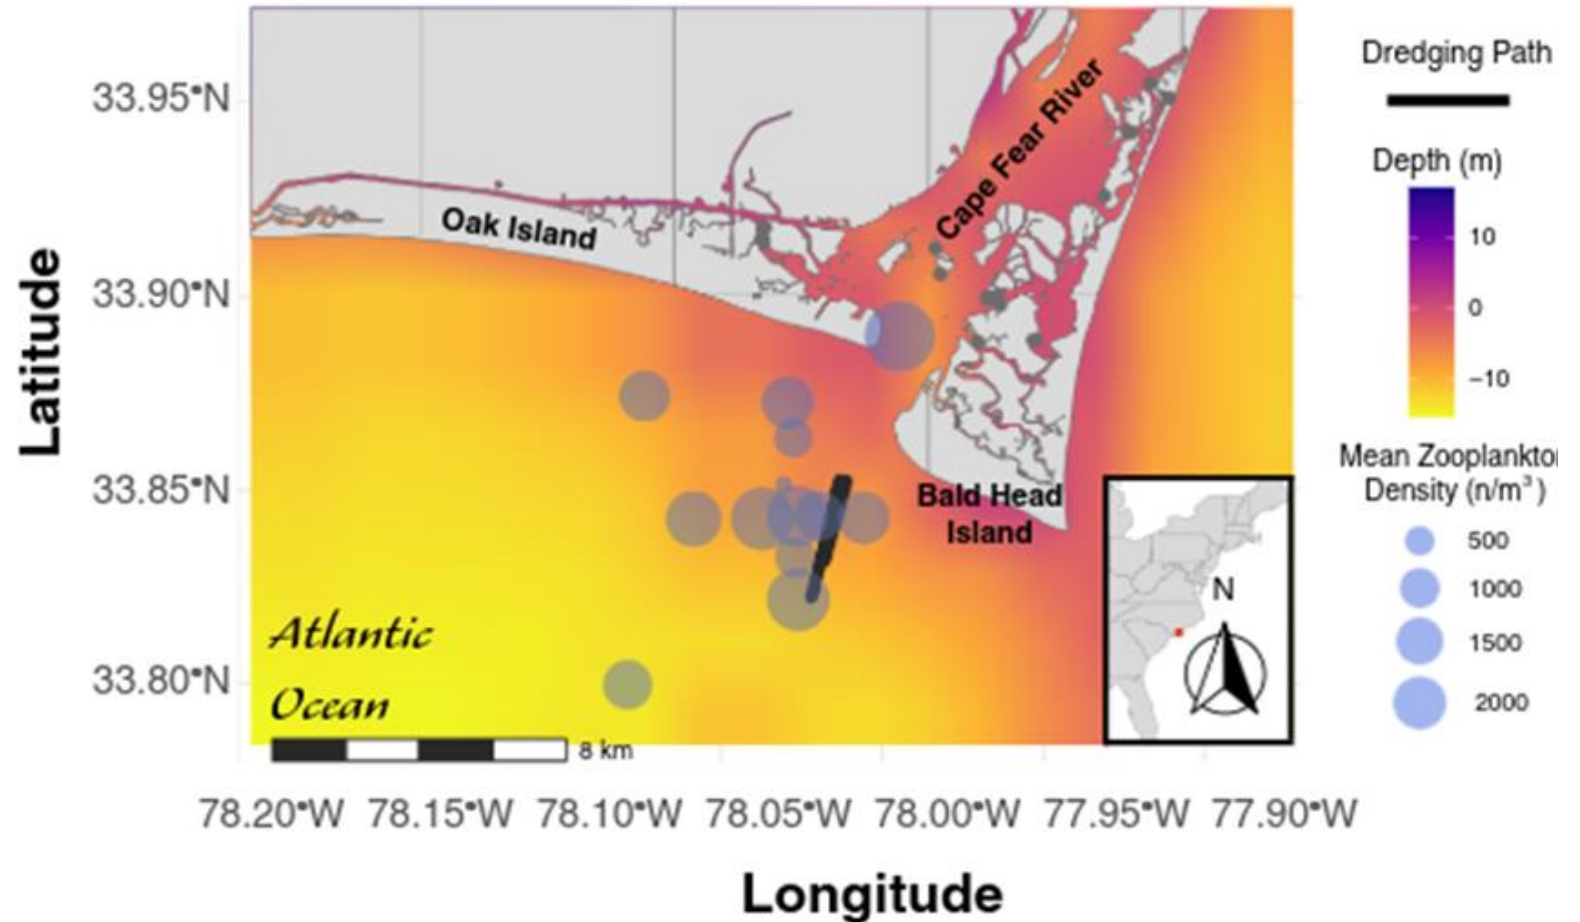 Latitude
33.95°N
33.90°N
33.85°N
33.80°N
Oak Island
Cape Fear River
Bald Head
Island
Atlantic
Ocean
8 km
N
78.20°W 78.15°W 78.10°W 78.05°W 78.00°W 77.95°W 77.90°W
Longitude
Dredging Path
Depth (m)
10
0
−10
Mean Zooplankto
Density (n/m³)
500
1000
1500
2000